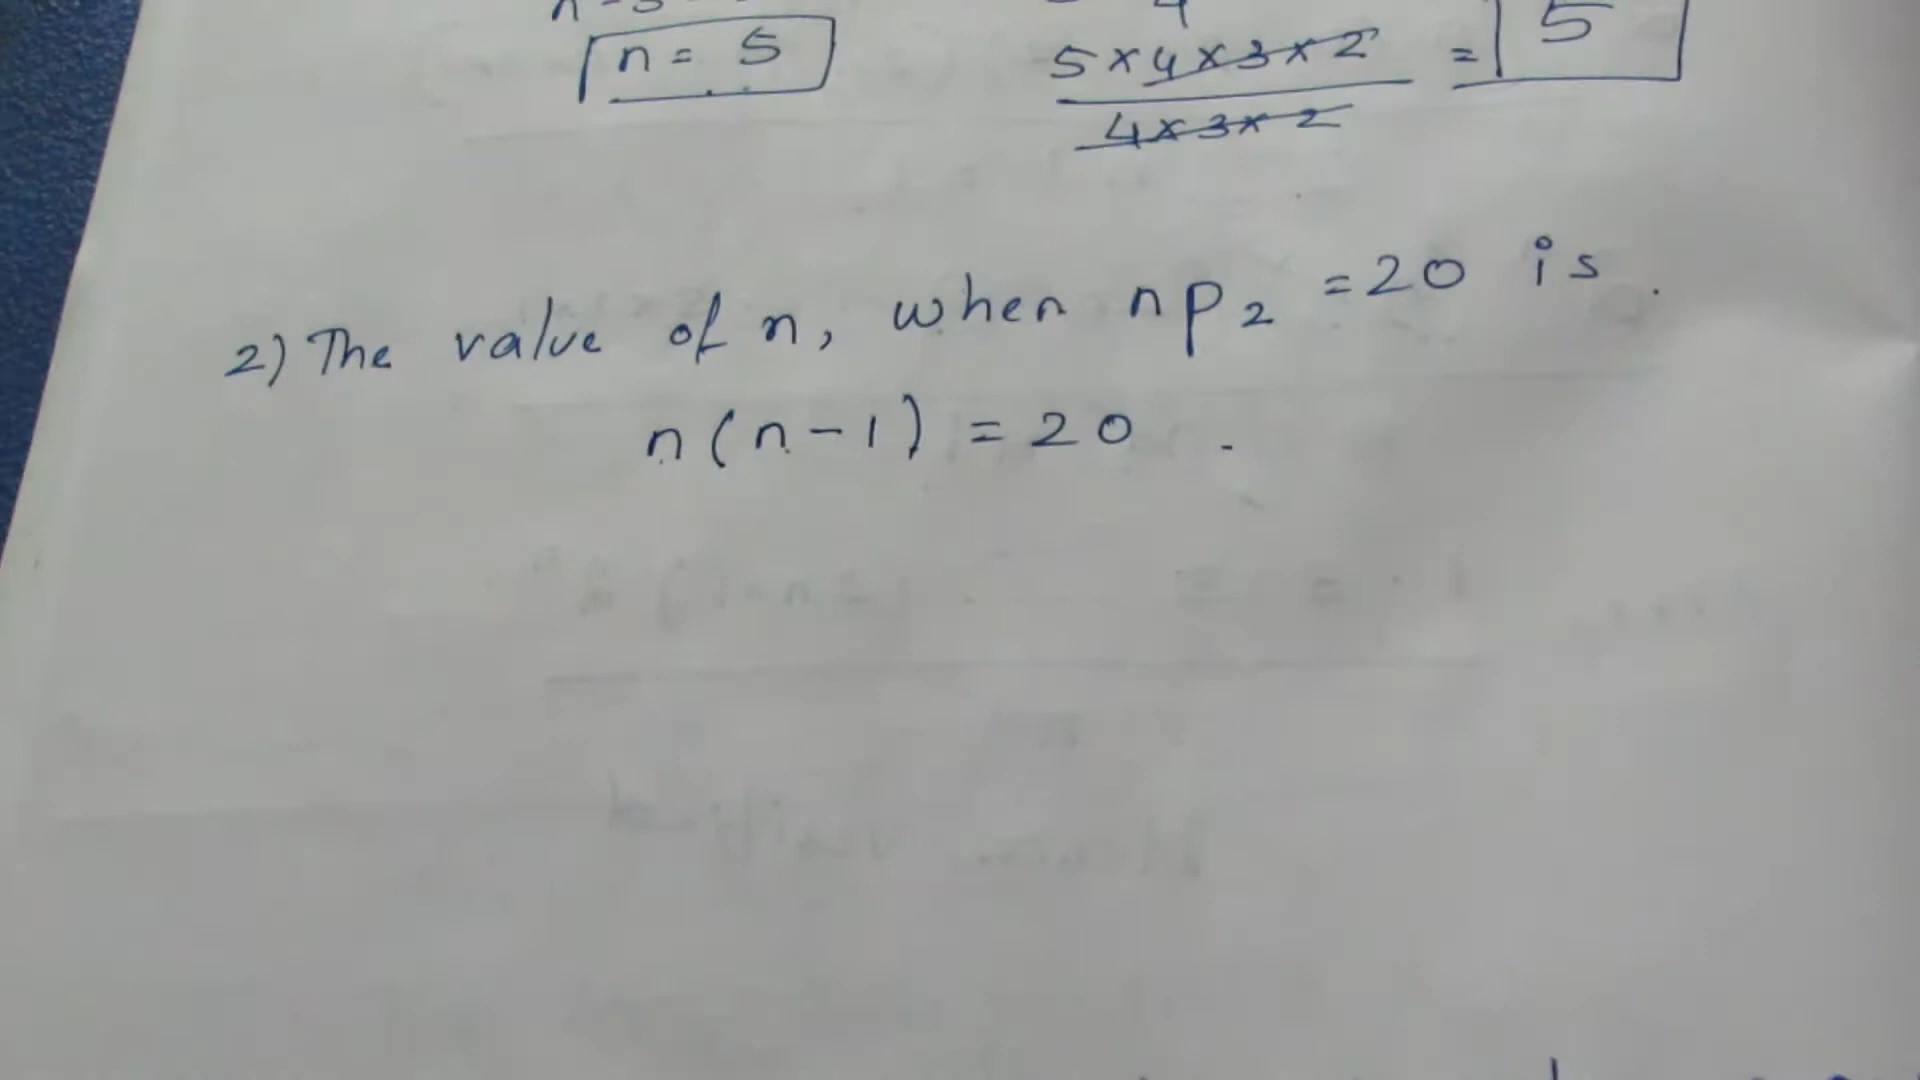 n = 5
5×4×3×2 = 5
4×3×2
2) The value of n, when nP₂ = 20 is.
n(n-1) = 20.